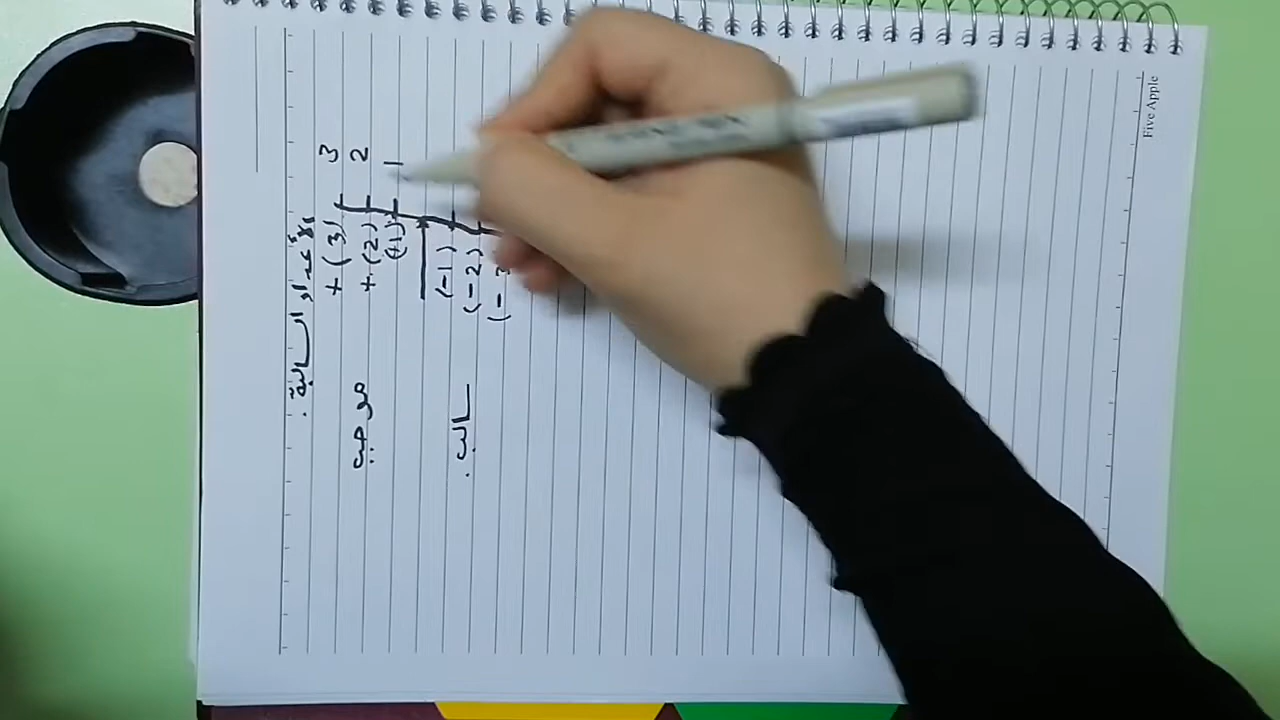 Five Apple
الأعداد السالبة :
+(3) 3
موجب +(2) 2
(+1) 1
سالب (-1)
(-2)
(-